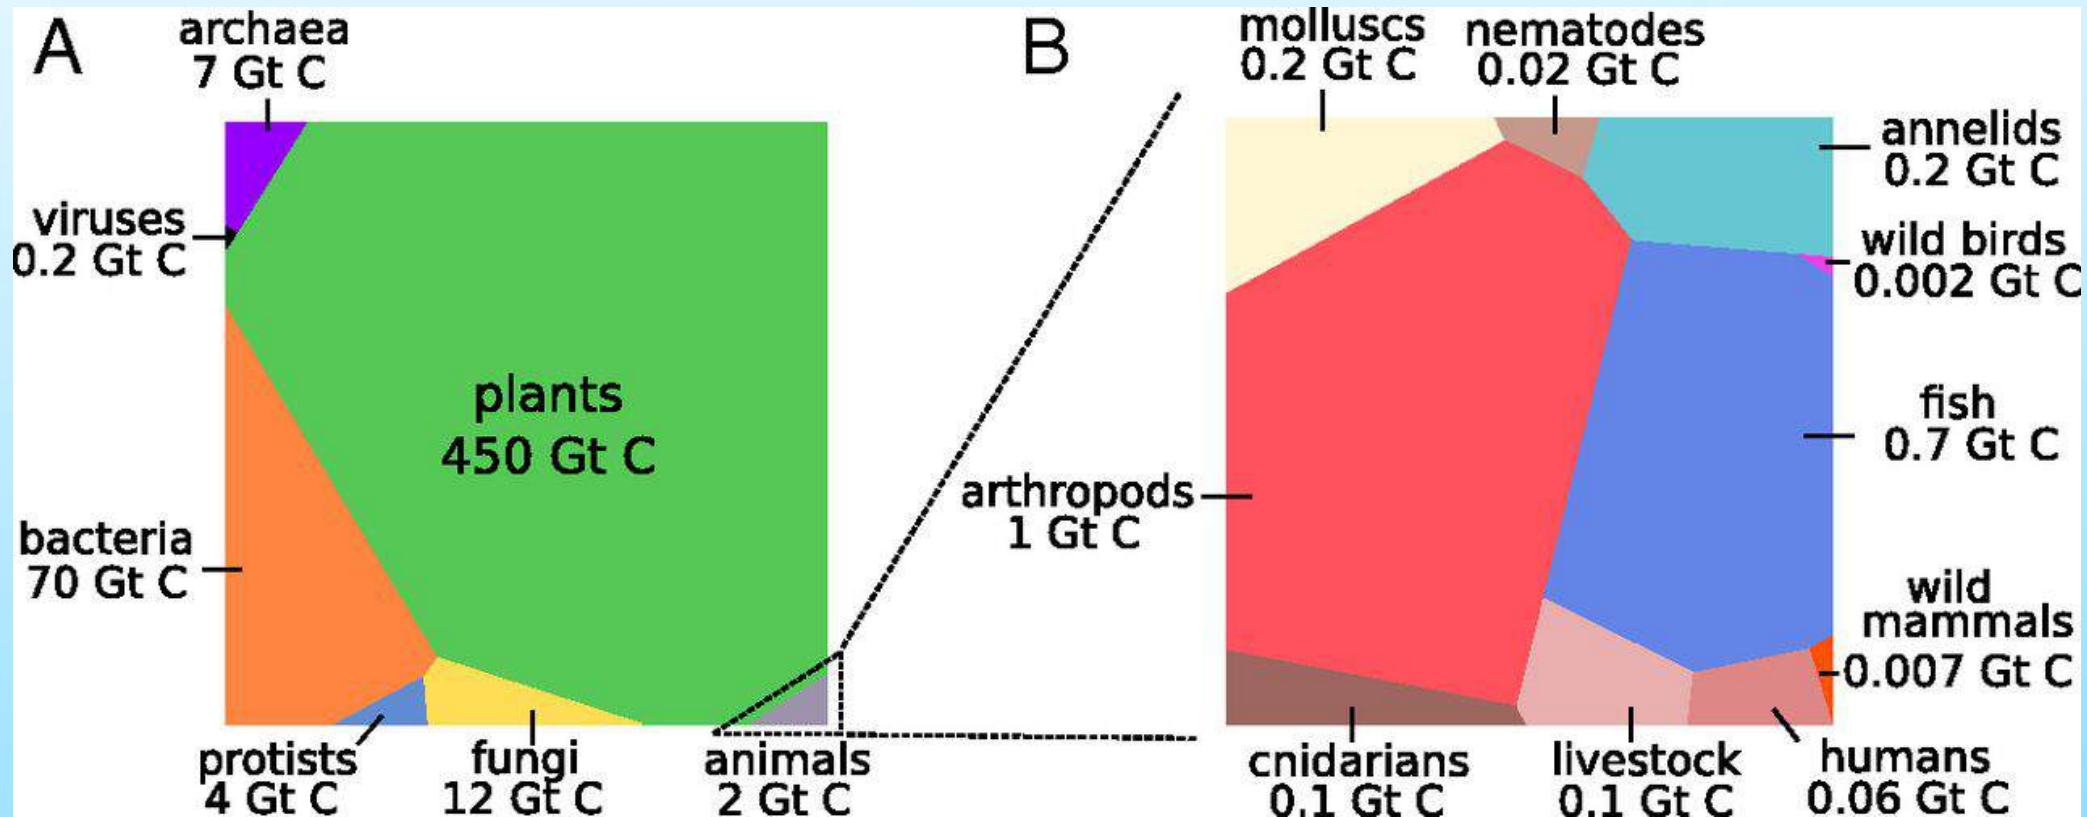 A
archaea
7 Gt C
viruses
0.2 Gt C
plants
450 Gt C
bacteria
70 Gt C
protists
4 Gt C
fungi
12 Gt C
animals
2 Gt C
B
molluscs
0.2 Gt C
nematodes
0.02 Gt C
annelids
0.2 Gt C
wild birds
0.002 Gt C
fish
0.7 Gt C
arthropods
1 Gt C
wild
mammals
0.007 Gt C
cnidarians
0.1 Gt C
livestock
0.1 Gt C
humans
0.06 Gt C